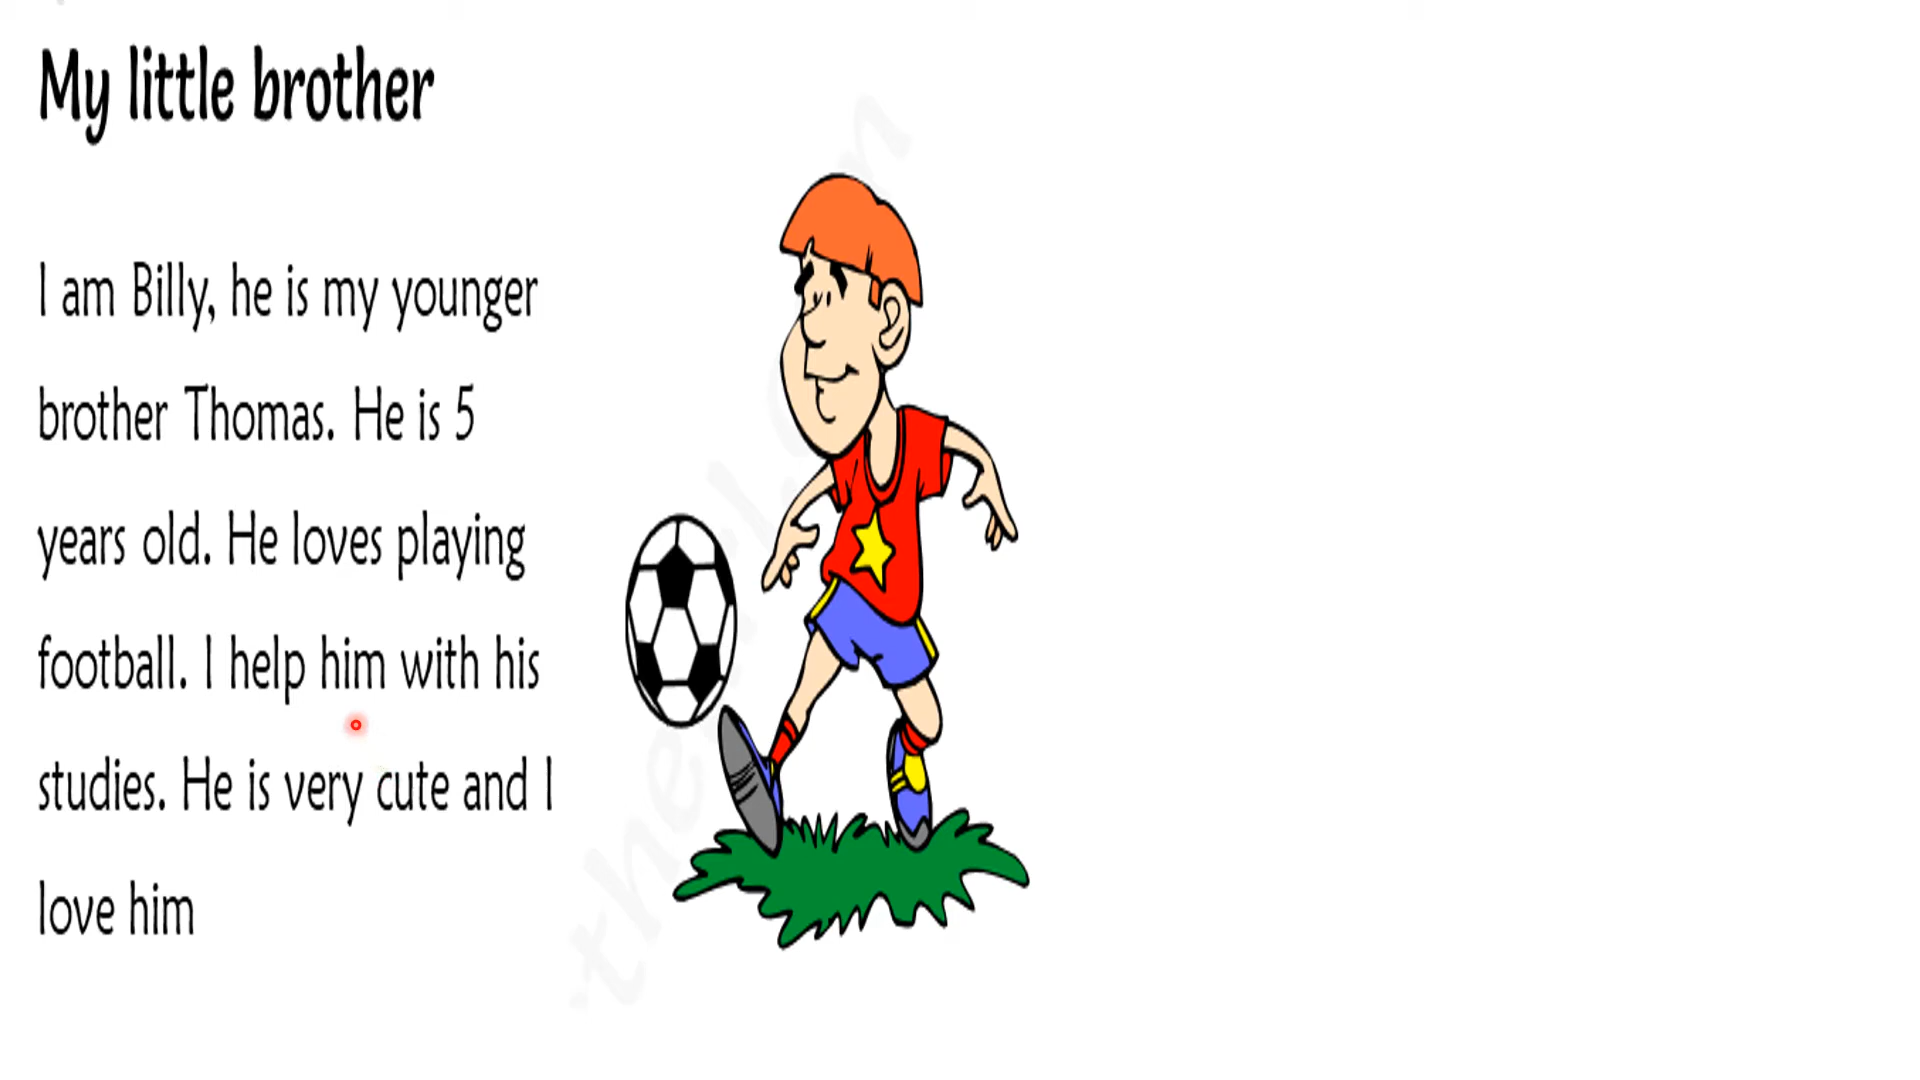 My little brother
I am Billy, he is my younger
brother Thomas. He is 5
years old. He loves playing
football. I help him with his
studies. He is very cute and I
love him